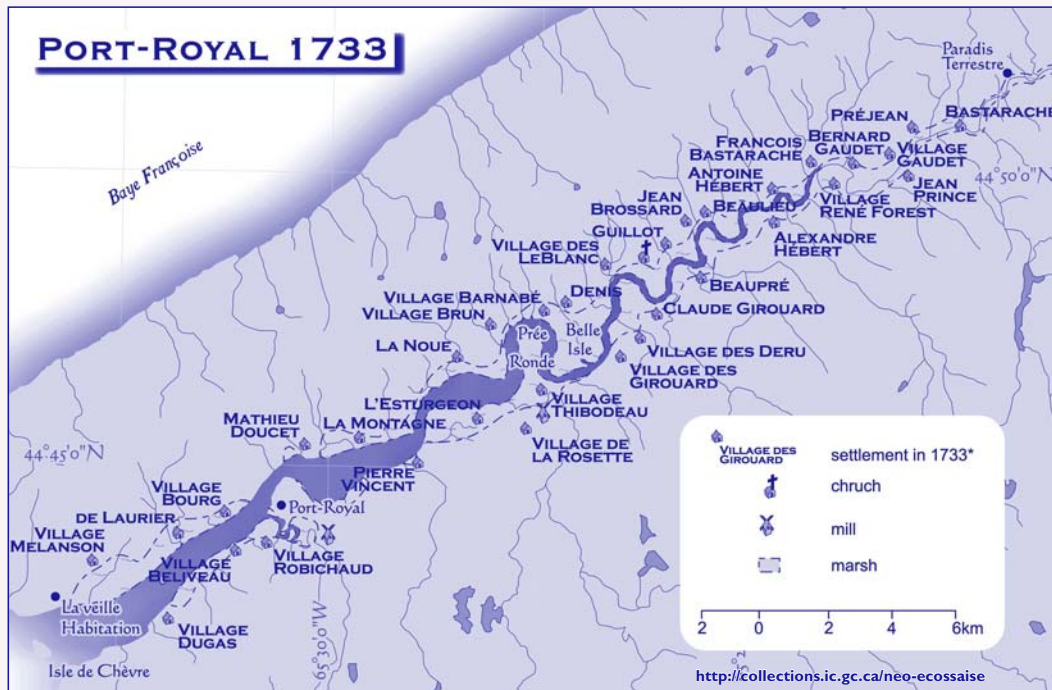 PORT-ROYAL 1733
Baye Françoise
Paradis
Terrestre
PRÉJEAN
BASTARACHE
BERNARD
GAUDET
FRANCOIS
BASTARACHE
VILLAGE
GAUDET
44°50'0"N
ANTOINE
HÉBERT
JEAN
PRINCE
VILLAGE
RENÉ FOREST
JEAN
BROSSARD
BEAULIEU
GUILLOT
ALEXANDRE
HÉBERT
VILLAGE DES
LEBLANC
BEAUPRÉ
DENIS
VILLAGE BARNABÉ
CLAUDE GIROUARD
VILLAGE BRUN
Prée
Ronde
Belle
Isle
LA NOUE
VILLAGE DES DERU
VILLAGE DES
GIROUARD
L'ESTURGEON
VILLAGE
THIBODEAU
MATHIEU
DOUCET
LA MONTAGNE
VILLAGE DE
LA ROSETTE
44°45'0"N
PIERRE
VINCENT
VILLAGE
BOURG
Port-Royal
DE LAURIER
VILLAGE
MELANSON
VILLAGE
BELIVEAU
VILLAGE
ROBICHAUD
La veille
Habitation
VILLAGE
DUGAS
65°30'0"W
Isle de Chèvre
VILLAGE DES
GIROUARD
settlement in 1733*
chruch
mill
marsh
2 0 2 4 6km
http://collections.ic.gc.ca/neo-ecossaise